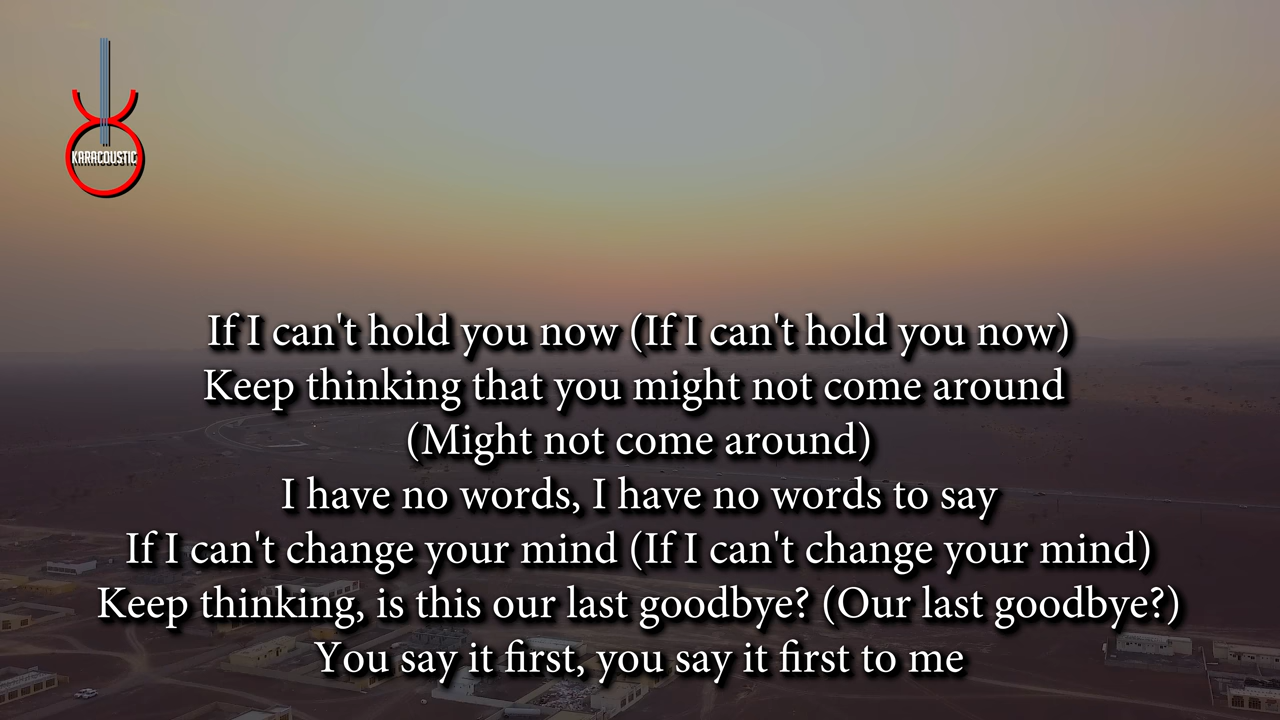 KARACOUSTIC
If I can't hold you now (If I can't hold you now)
Keep thinking that you might not come around
(Might not come around)
I have no words, I have no words to say
If I can't change your mind (If I can't change your mind)
Keep thinking, is this our last goodbye? (Our last goodbye?)
You say it first, you say it first to me